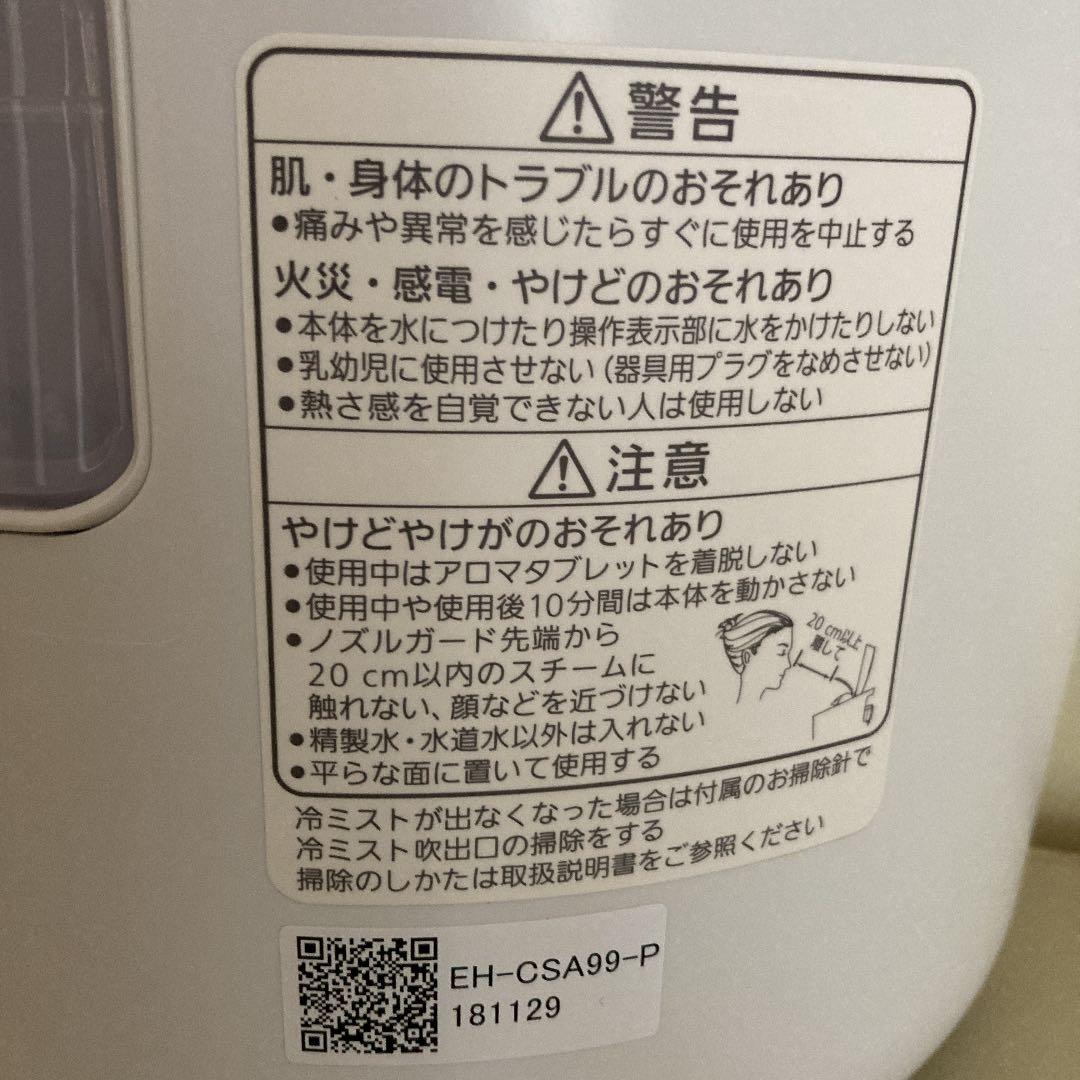 警告
肌・身体のトラブルのおそれあり
●痛みや異常を感じたらすぐに使用を中止する
火災・感電・やけどのおそれあり
●本体を水につけたり操作表示部に水をかけたりしない
●乳幼児に使用させない(器具用プラグをなめさせない)
●熱さ感を自覚できない人は使用しない
注意
やけどやけがのおそれあり
●使用中はアロマタブレットを着脱しない
●使用中や使用後10分間は本体を動かさない
●ノズルガード先端から
20 cm以内のスチームに
触れない、顔などを近づけない
20 cm以上
離して
●精製水・水道水以外は入れない
●平らな面に置いて使用する
冷ミストが出なくなった場合は付属のお掃除針で
冷ミスト吹出口の掃除をする
掃除のしかたは取扱説明書をご参照ください
EH-CSA99-P
181129